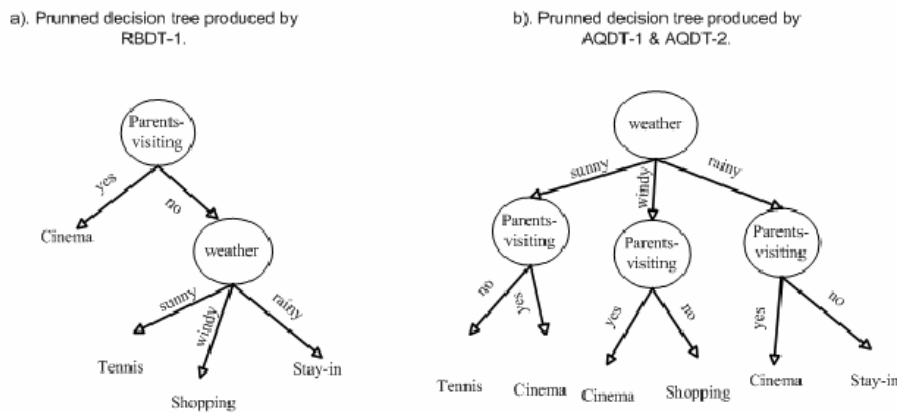 a). Prunned decision tree produced by
RBDT-1.
Parents-
visiting
yes
no
Cinema
weather
sunny
windy
rainy
Tennis
Shopping
Stay-in
b). Prunned decision tree produced by
AQDT-1 & AQDT-2.
weather
sunny
windy
rainy
Parents-
visiting
Parents-
visiting
Parents-
visiting
no
yes
yes
no
yes
no
Tennis
Cinema
Cinema
Shopping
Cinema
Stay-in